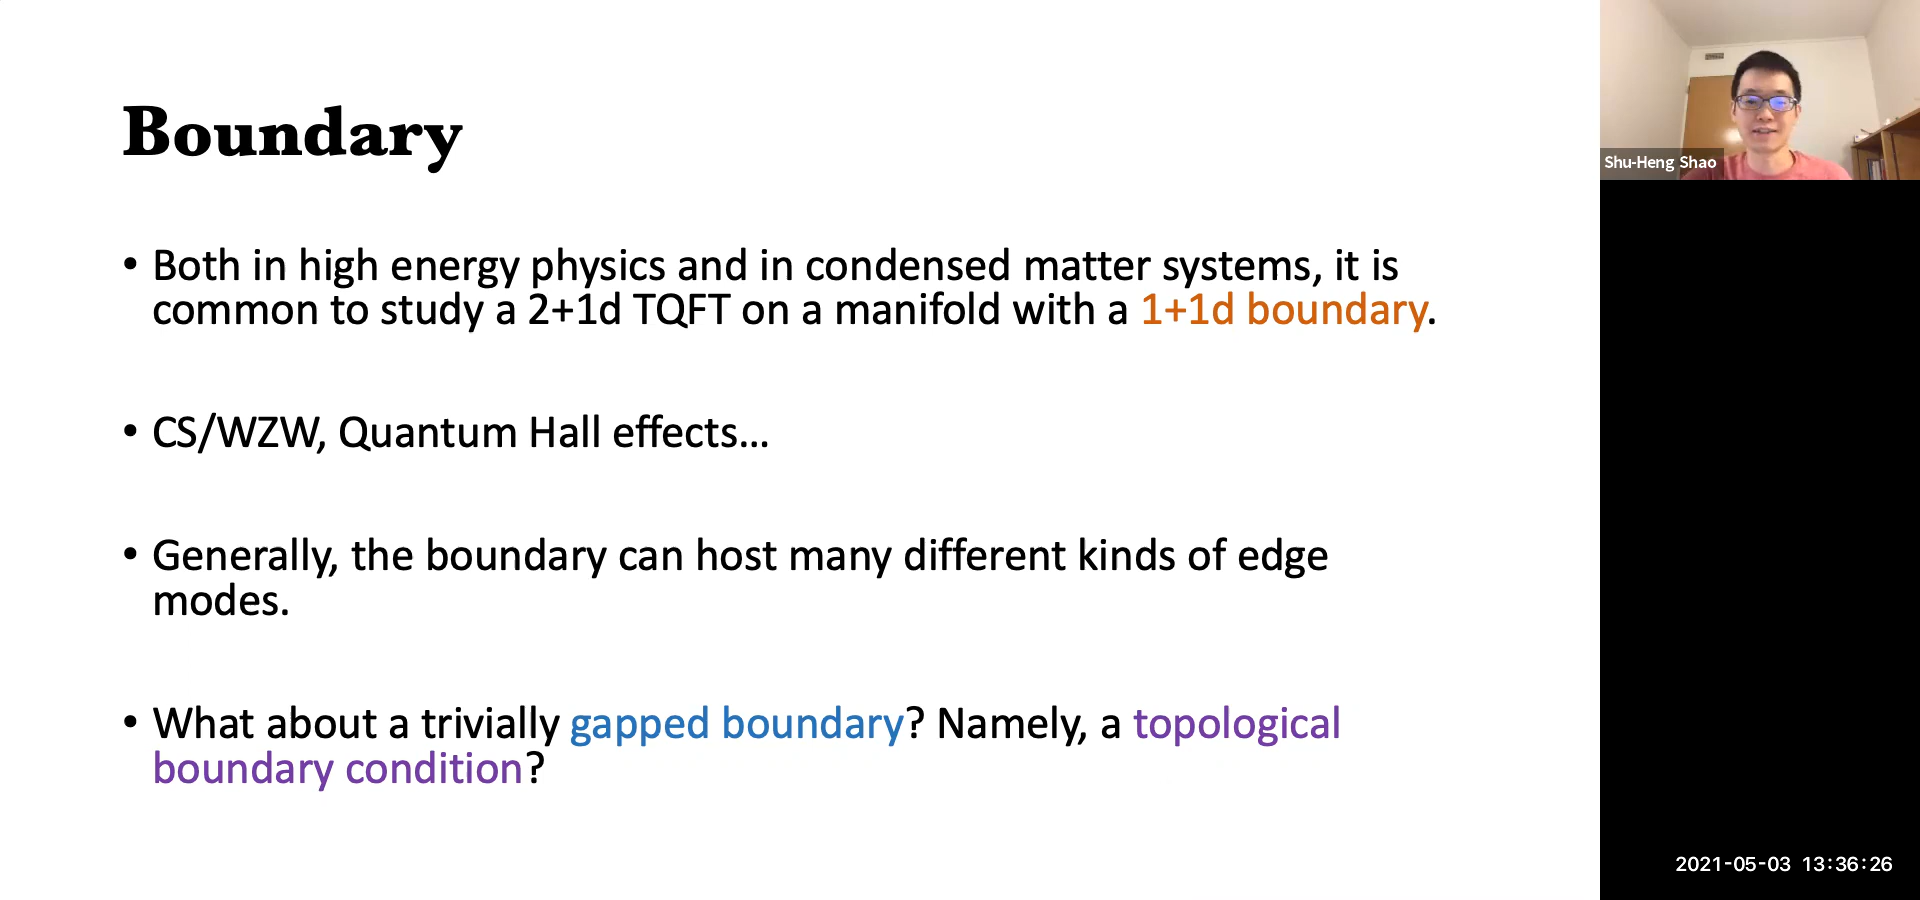 Boundary
• Both in high energy physics and in condensed matter systems, it is
common to study a 2+1d TQFT on a manifold with a 1+1d boundary.
• CS/WZW, Quantum Hall effects...
• Generally, the boundary can host many different kinds of edge
modes.
• What about a trivially gapped boundary? Namely, a topological
boundary condition?
Shu-Heng Shao
2021-05-03 13:36:26